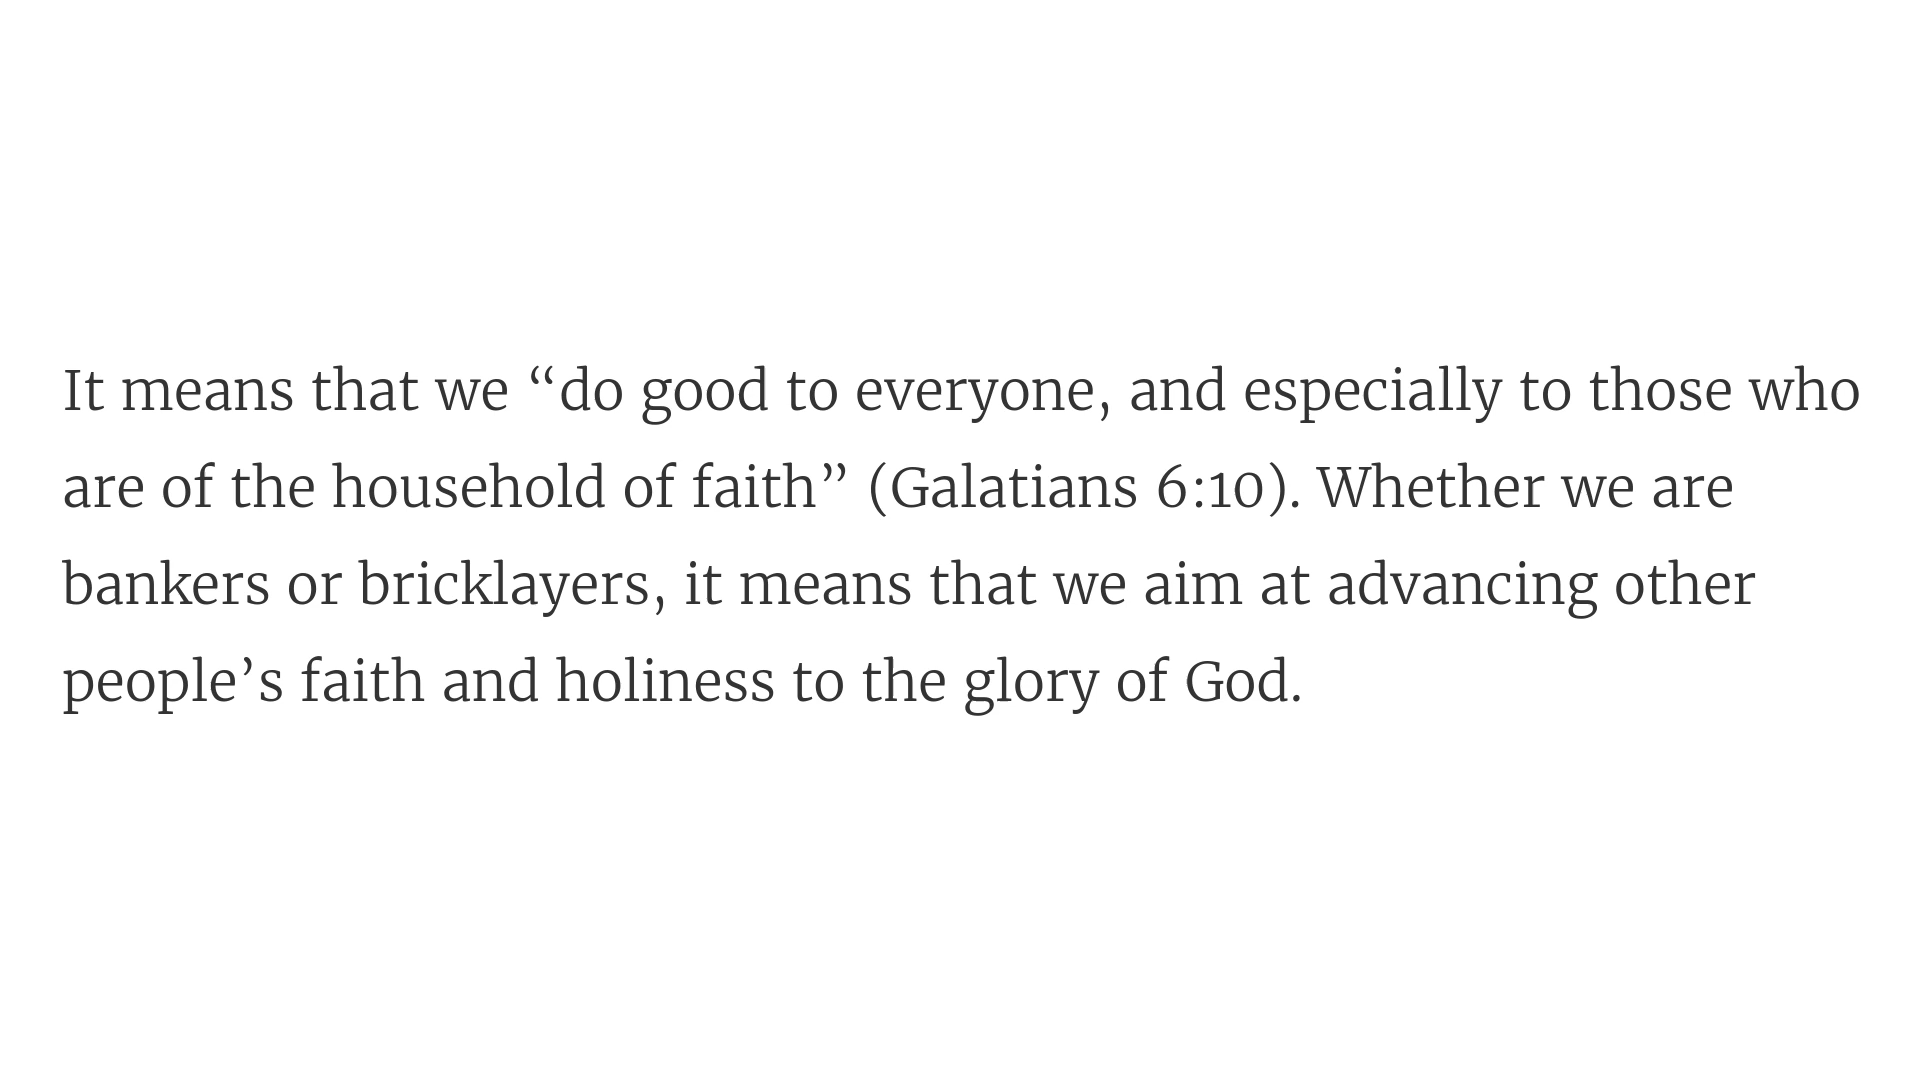 It means that we “do good to everyone, and especially to those who
are of the household of faith” (Galatians 6:10). Whether we are
bankers or bricklayers, it means that we aim at advancing other
people’s faith and holiness to the glory of God.